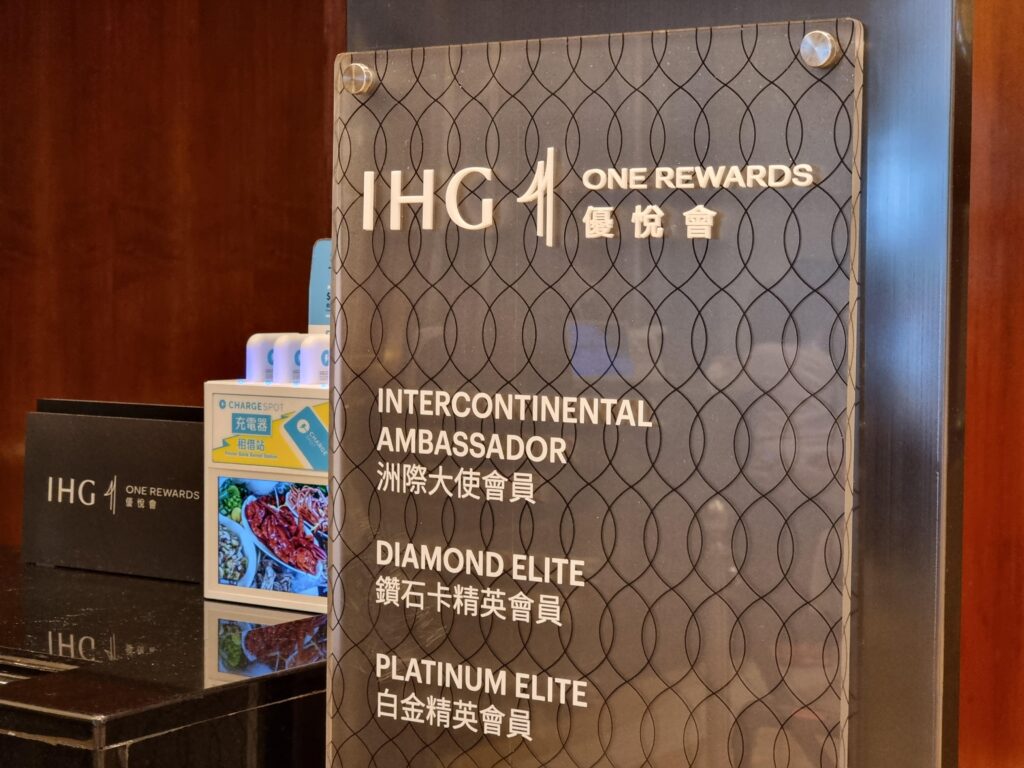 IHG ONE REWARDS
優悅會
INTERCONTINENTAL
AMBASSADOR
洲際大使會員
DIAMOND ELITE
鑽石卡精英會員
PLATINUM ELITE
白金精英會員
CHARGESPOT
充電器
租借站
CHARGE
IHG ONE REWARDS
優悅會